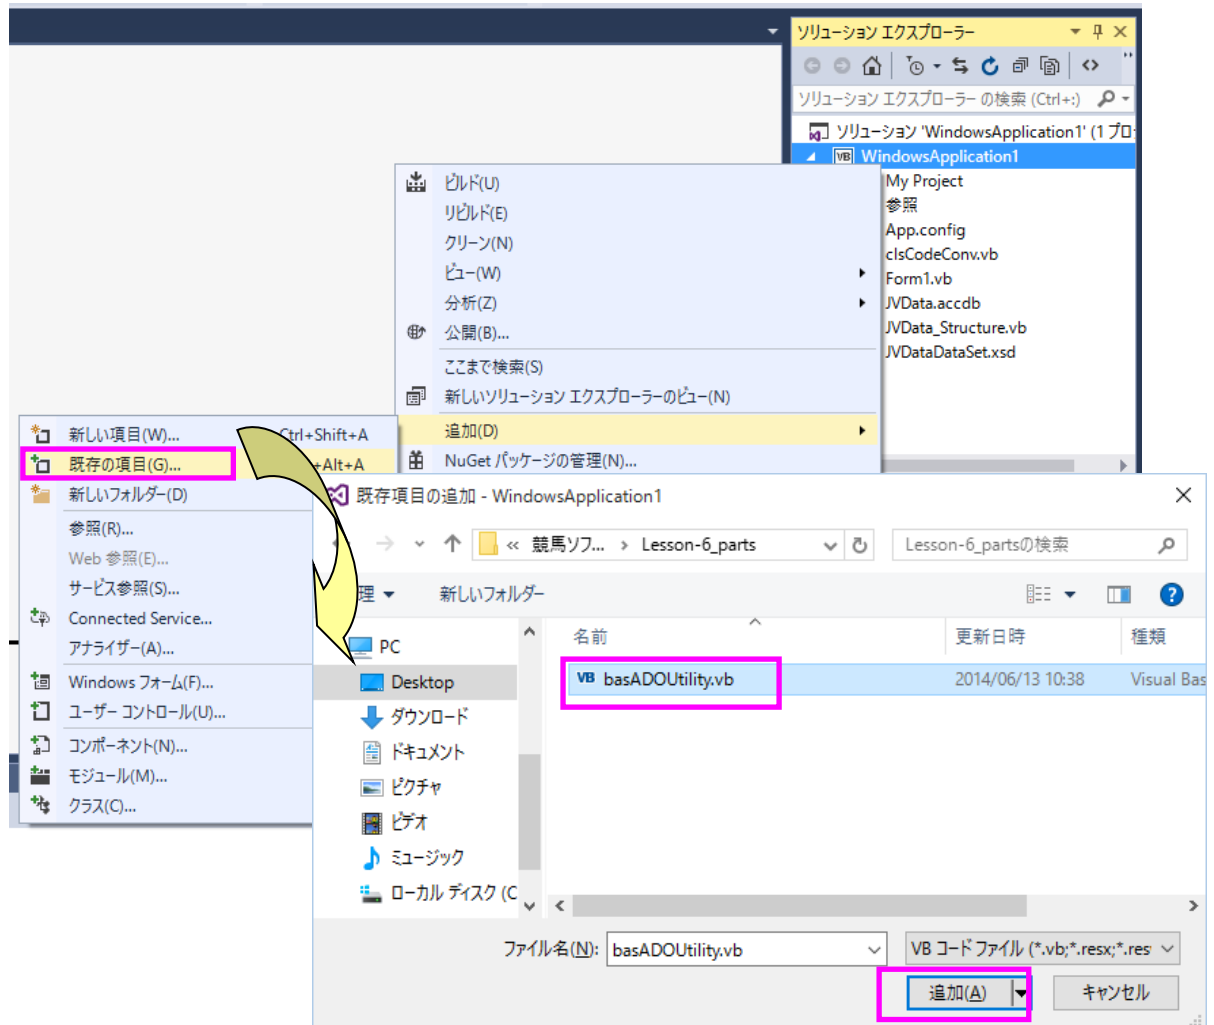 ソリューション エクスプローラー
ソリューション エクスプローラー の検索 (Ctrl+:)
ソリューション 'WindowsApplication1' (1 プロ
VB WindowsApplication1
My Project
参照
App.config
clsCodeConv.vb
Form1.vb
JVData.accdb
JVData_Structure.vb
JVDataDataSet.xsd
ビルド(U)
リビルド(E)
クリーン(N)
ビュー(W)
分析(Z)
公開(B)...
ここまで検索(S)
新しいソリューション エクスプローラーのビュー(N)
追加(D)
NuGet パッケージの管理(N)...
新しい項目(W)... Ctrl+Shift+A
既存の項目(G)... +Alt+A
新しいフォルダー(D)
参照(R)...
Web 参照(E)...
サービス参照(S)...
Connected Service...
アナライザー(A)...
Windows フォーム(F)...
ユーザー コントロール(U)...
コンポーネント(N)...
モジュール(M)...
クラス(C)...
既存項目の追加 - WindowsApplication1
« 競馬ソフ... › Lesson-6_parts
Lesson-6_partsの検索
理 新しいフォルダー
名前 更新日時 種類
VB basADOUtility.vb 2014/06/13 10:38 Visual Bas
PC
Desktop
ダウンロード
ドキュメント
ピクチャ
ビデオ
ミュージック
ローカル ディスク (C
ファイル名(N): basADOUtility.vb VB コード ファイル (*.vb;*.resx;*.res
追加(A) キャンセル